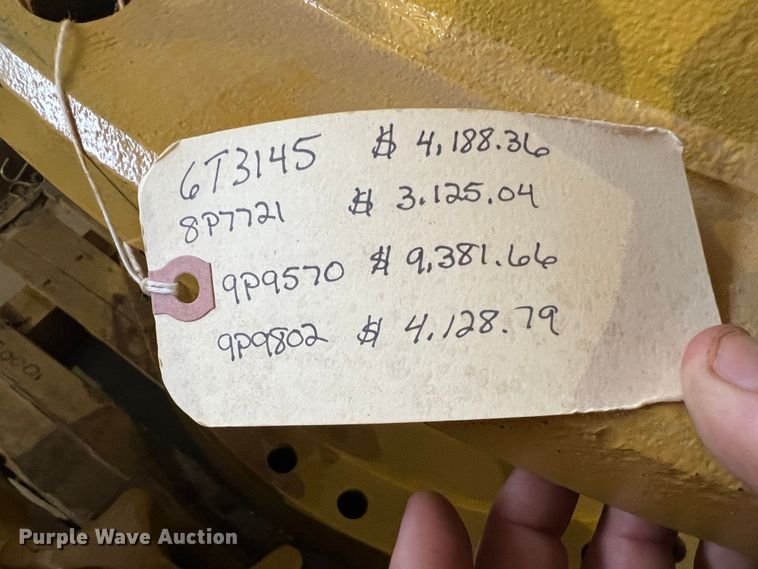 6T3145 $ 4,188.36
8P7721 $ 3.125.04
9P9570 $ 9,381.66
9P9802 $ 4.128.79
Purple Wave Auction